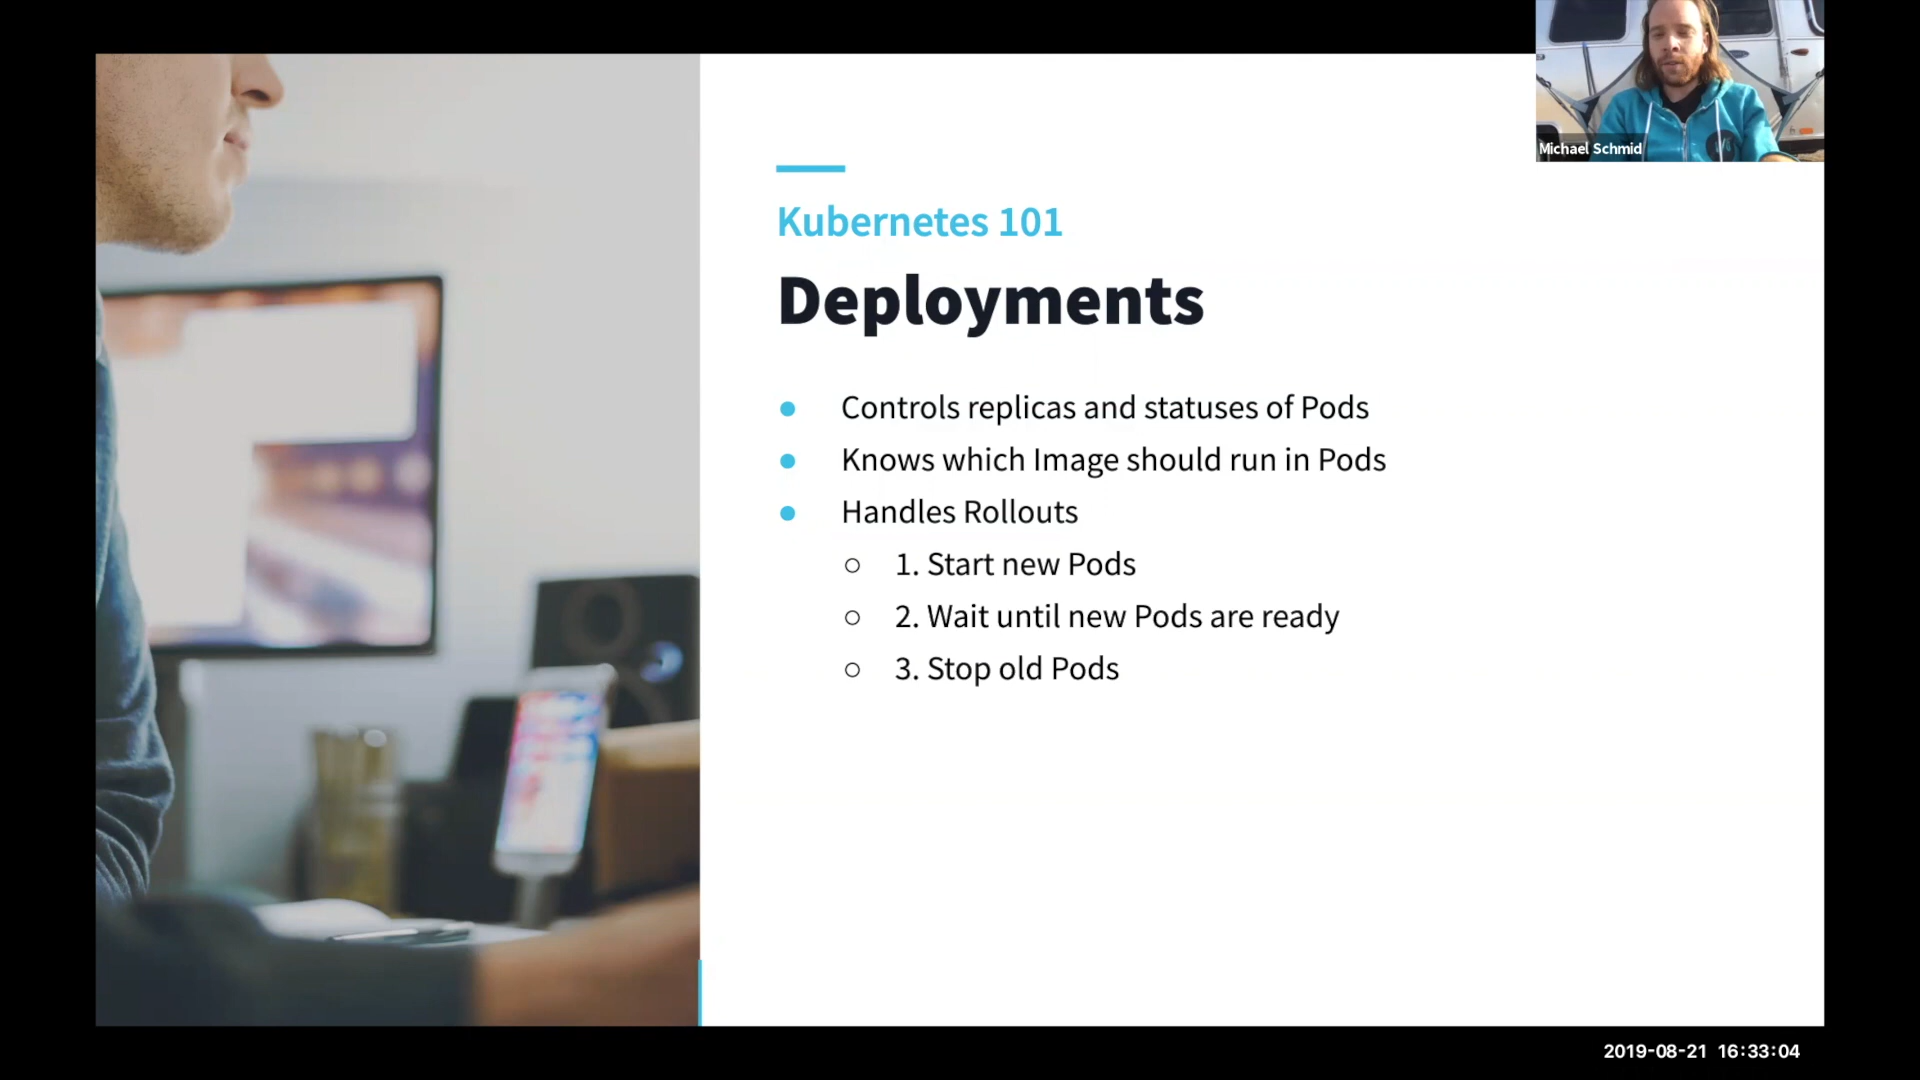 Michael Schmid
Kubernetes 101
Deployments
● Controls replicas and statuses of Pods
● Knows which Image should run in Pods
● Handles Rollouts
○ 1. Start new Pods
○ 2. Wait until new Pods are ready
○ 3. Stop old Pods
2019-08-21 16:33:04